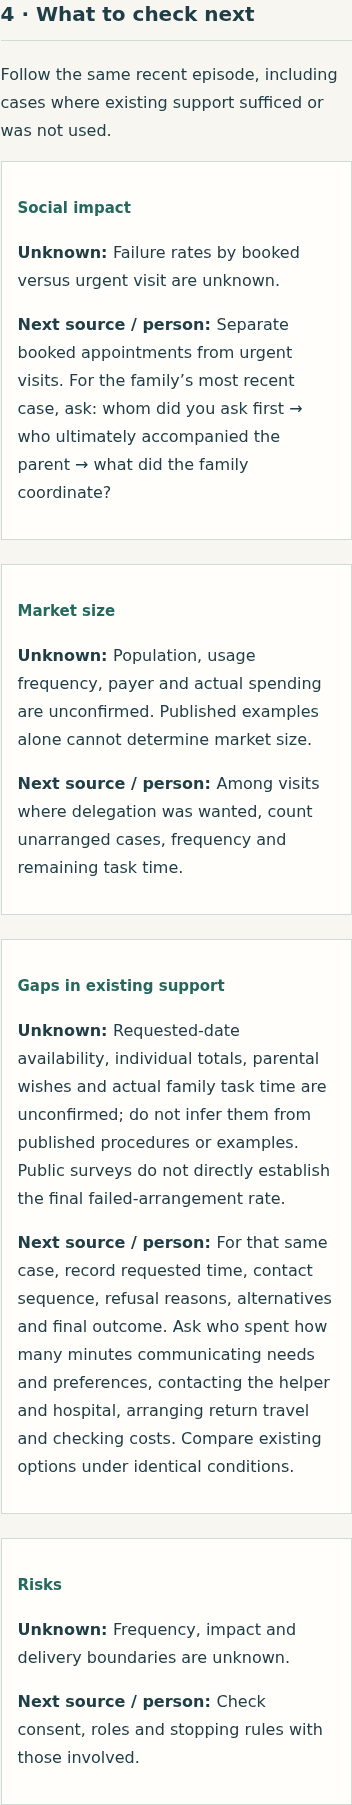 4 · What to check next
Follow the same recent episode, including
cases where existing support sufficed or
was not used.
Social impact
Unknown: Failure rates by booked
versus urgent visit are unknown.
Next source / person: Separate
booked appointments from urgent
visits. For the family’s most recent
case, ask: whom did you ask first →
who ultimately accompanied the
parent → what did the family
coordinate?
Market size
Unknown: Population, usage
frequency, payer and actual spending
are unconfirmed. Published examples
alone cannot determine market size.
Next source / person: Among visits
where delegation was wanted, count
unarranged cases, frequency and
remaining task time.
Gaps in existing support
Unknown: Requested-date
availability, individual totals, parental
wishes and actual family task time are
unconfirmed; do not infer them from
published procedures or examples.
Public surveys do not directly establish
the final failed-arrangement rate.
Next source / person: For that same
case, record requested time, contact
sequence, refusal reasons, alternatives
and final outcome. Ask who spent how
many minutes communicating needs
and preferences, contacting the helper
and hospital, arranging return travel
and checking costs. Compare existing
options under identical conditions.
Risks
Unknown: Frequency, impact and
delivery boundaries are unknown.
Next source / person: Check
consent, roles and stopping rules with
those involved.